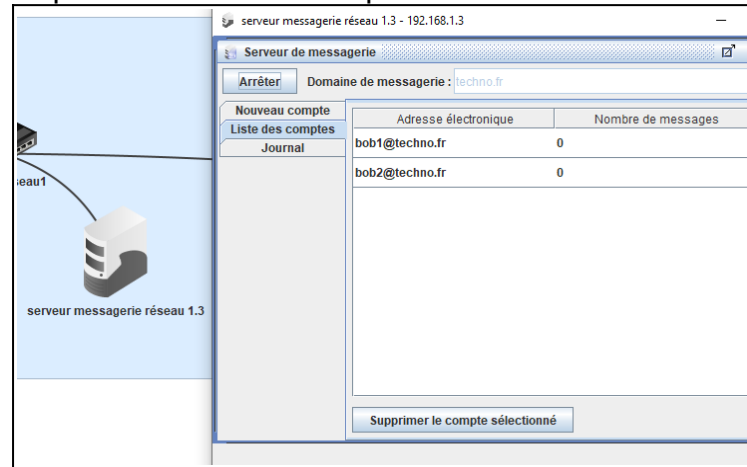 serveur messagerie réseau 1.3 - 192.168.1.3
Serveur de messagerie
Arrêter Domaine de messagerie : techno.fr
Nouveau compte
Liste des comptes
Journal
Adresse électronique Nombre de messages
bob1@techno.fr 0
bob2@techno.fr 0
seau1
serveur messagerie réseau 1.3
Supprimer le compte sélectionné